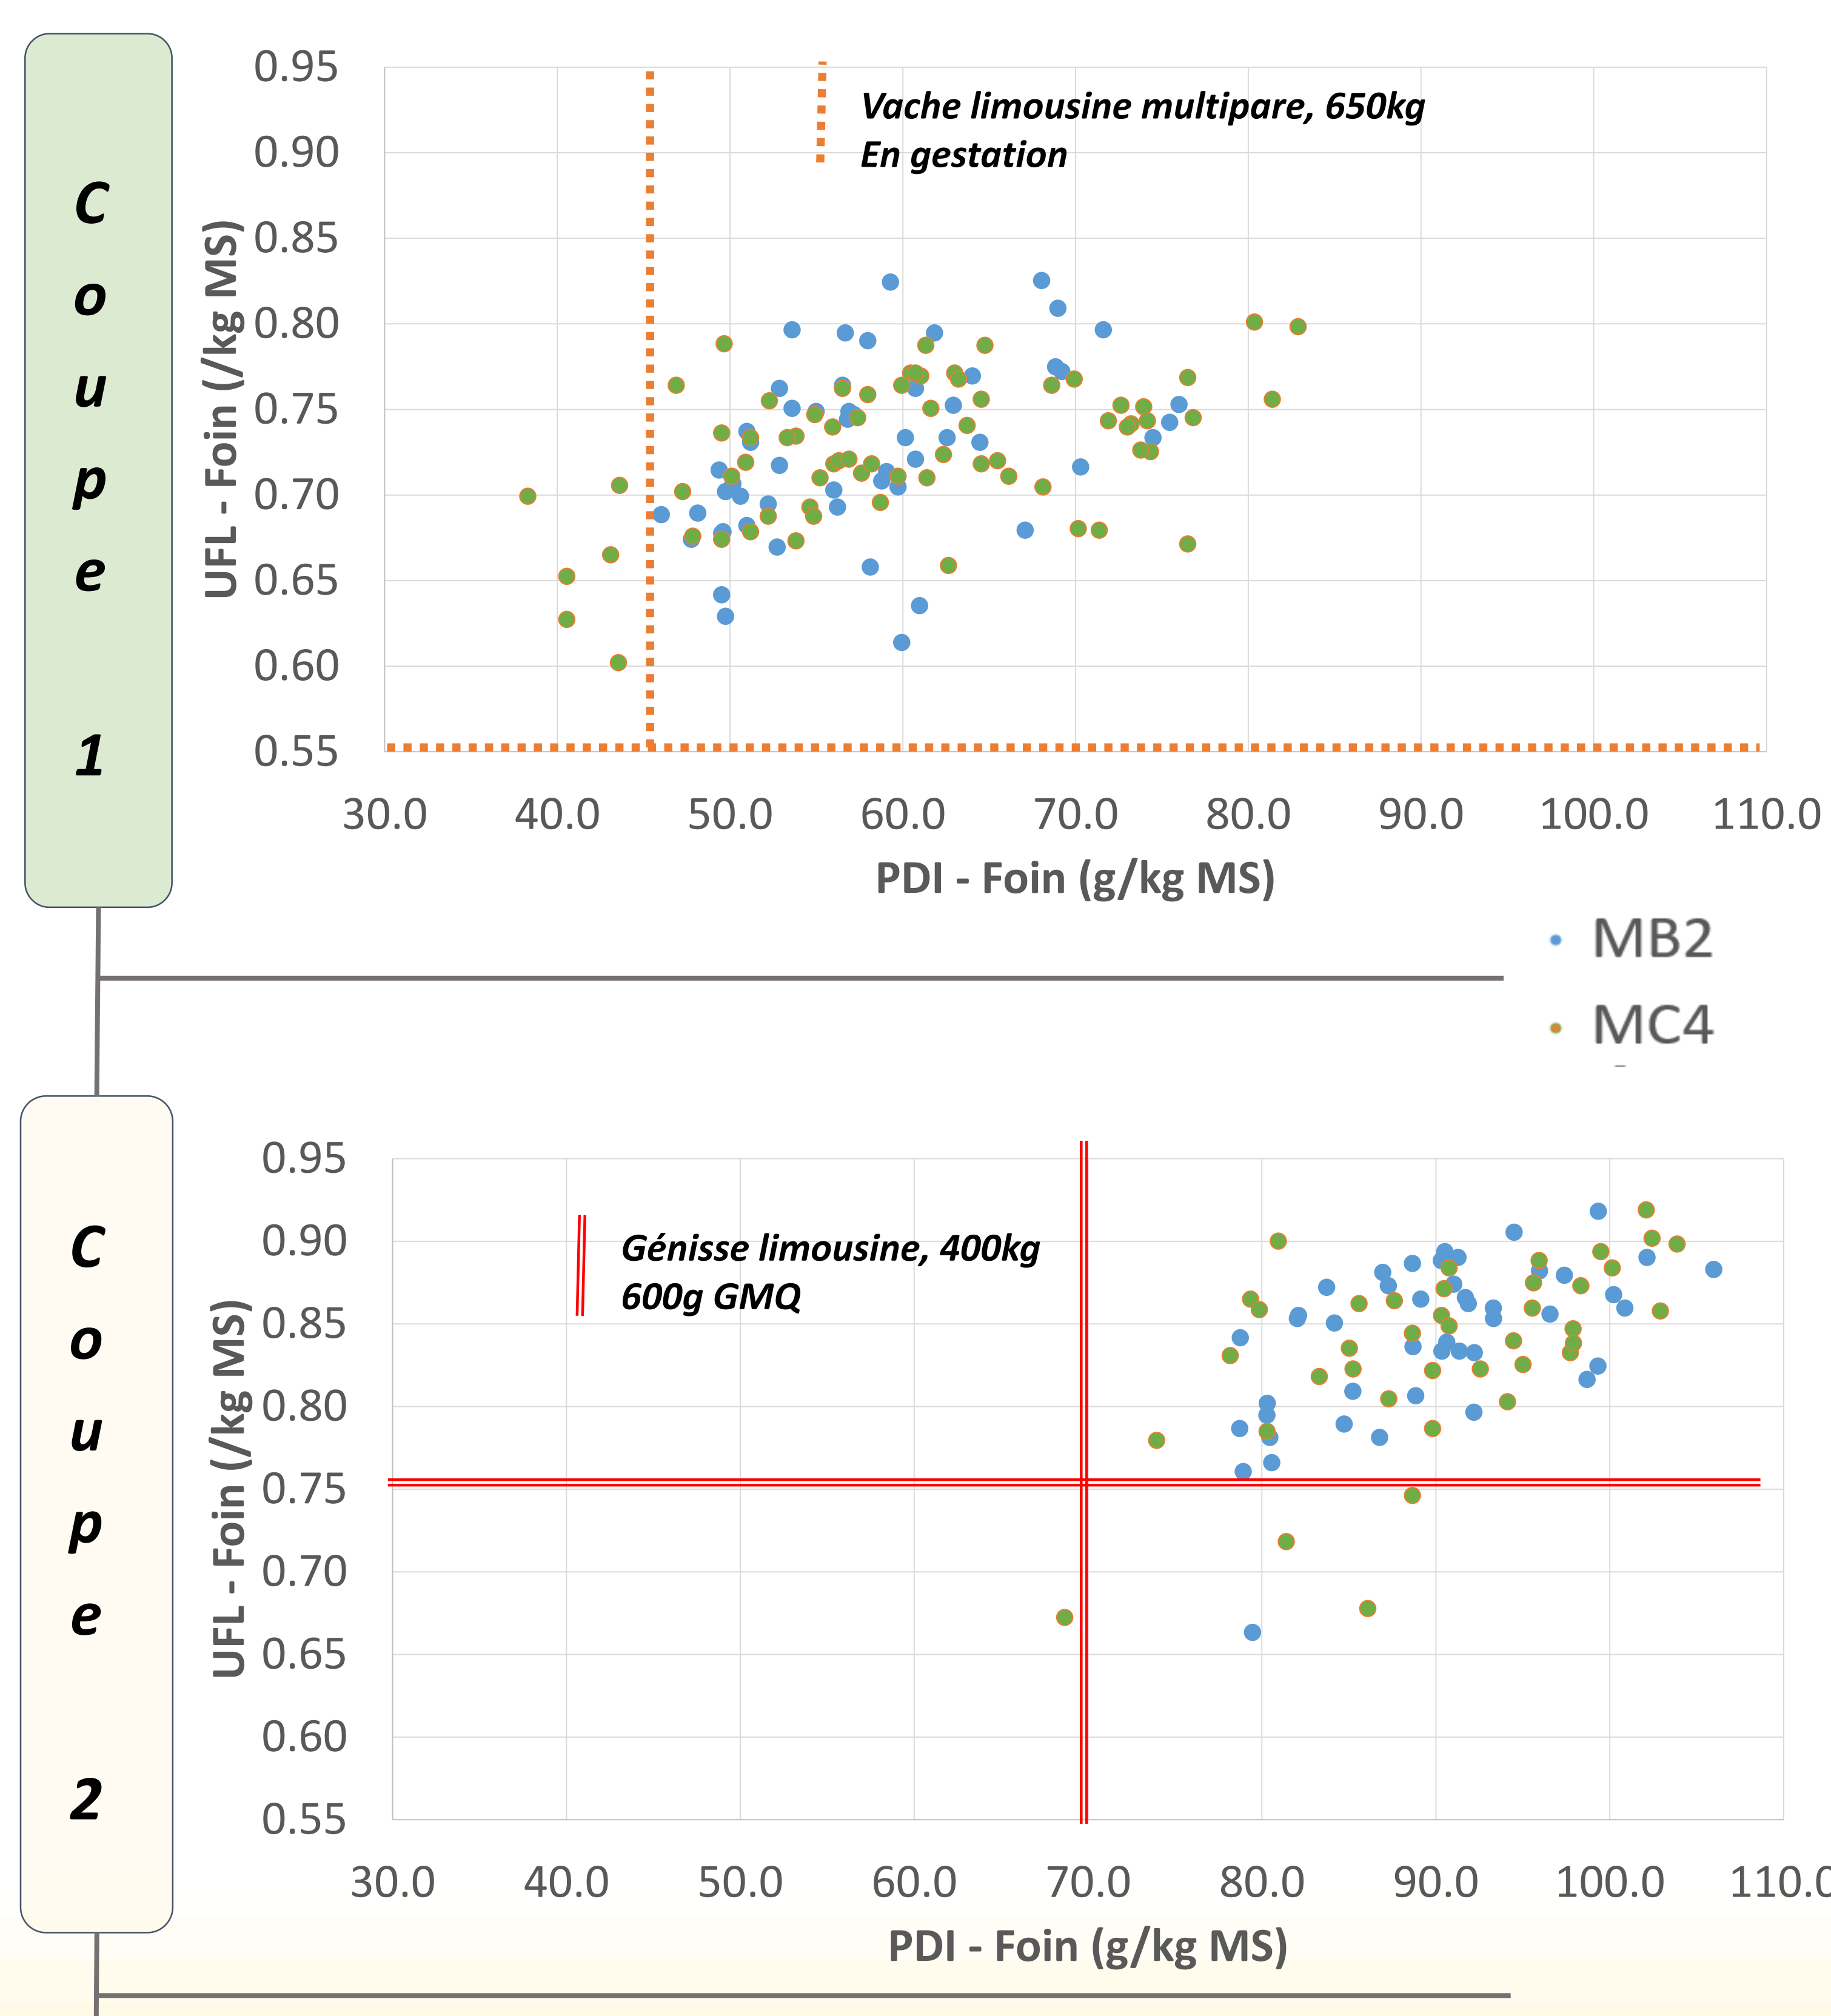 C
o
u
p
e
1
UFL - Foin (/kg MS)
0.95
0.90
0.85
0.80
0.75
0.70
0.65
0.60
0.55
Vache limousine multipare, 650kg
En gestation
30.0 40.0 50.0 60.0 70.0 80.0 90.0 100.0 110.0
PDI - Foin (g/kg MS)
MB2
MC4
C
o
u
p
e
2
UFL - Foin (/kg MS)
0.95
0.90
0.85
0.80
0.75
0.70
0.65
0.60
0.55
Génisse limousine, 400kg
600g GMQ
30.0 40.0 50.0 60.0 70.0 80.0 90.0 100.0 110.0
PDI - Foin (g/kg MS)